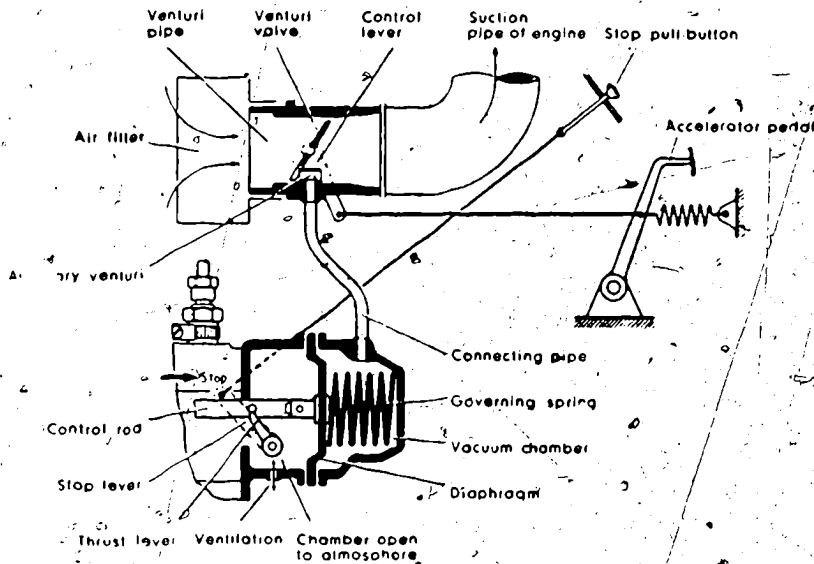 Venturi pipe
Venturi valve
Control lever
Suction pipe of engine
Stop pull button
Air filter
Accelerator pedal
venturi
Connecting pipe
Stop
Governing spring
Control rod
Vacuum chamber
Stop lever
Diaphragm
Thrust lever
Ventilation
Chamber open to atmosphere